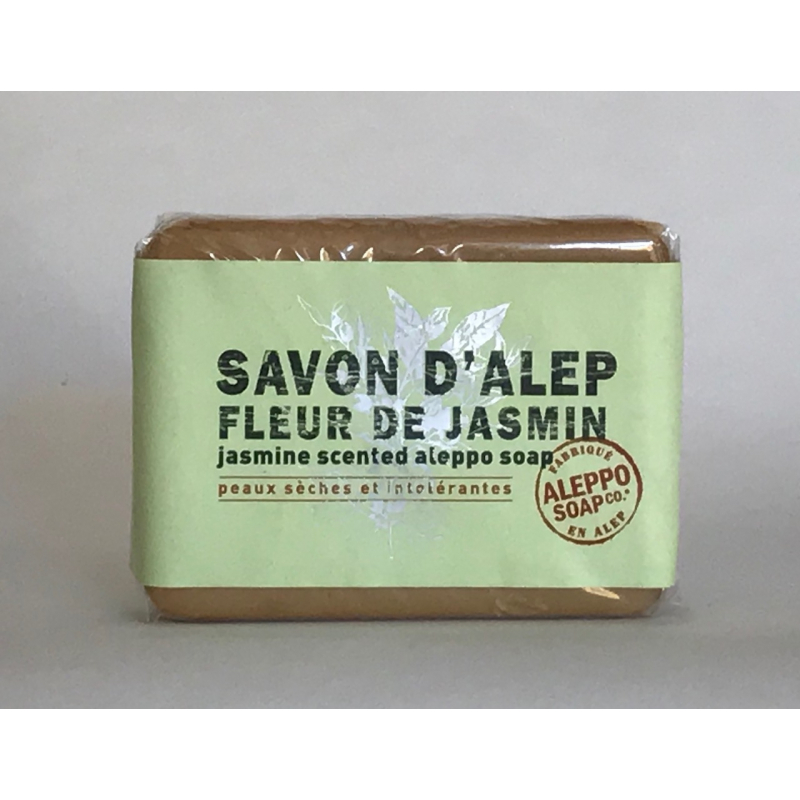 SAVON D'ALEP
FLEUR DE JASMIN
jasmine scented aleppo soap
peaux sèches et intolérantes
FABRIQUÉ
ALEPPO
SOAP CO.
EN ALEP